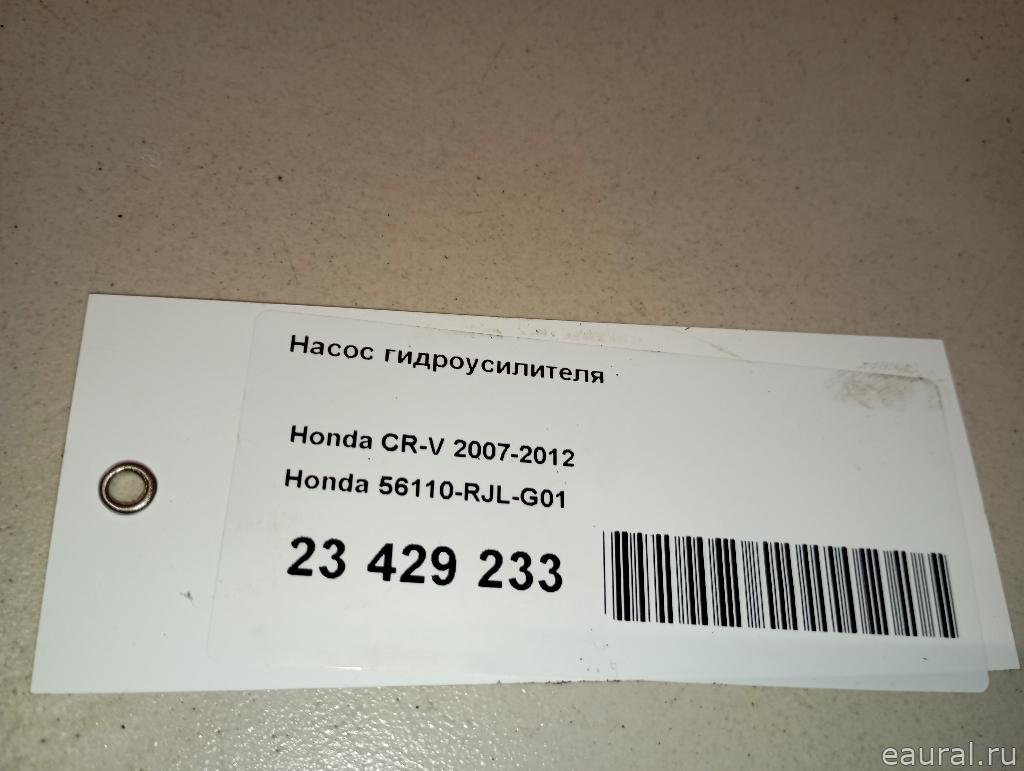 Насос гидроусилителя
Honda CR-V 2007-2012
Honda 56110-RJL-G01
23 429 233
eaural.ru